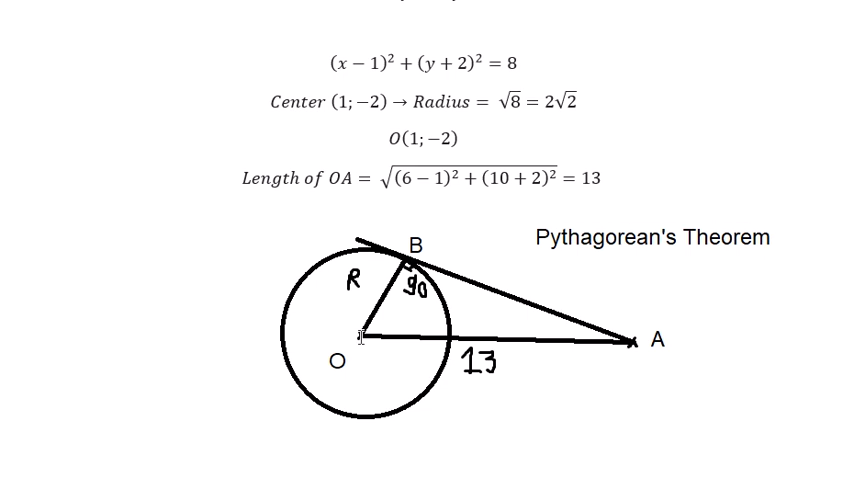 (x − 1)² + (y + 2)² = 8
Center (1; −2) → Radius = √8 = 2√2
O(1; −2)
Length of OA = √(6 − 1)² + (10 + 2)² = 13
Pythagorean's Theorem
B
R
90
A
O
13